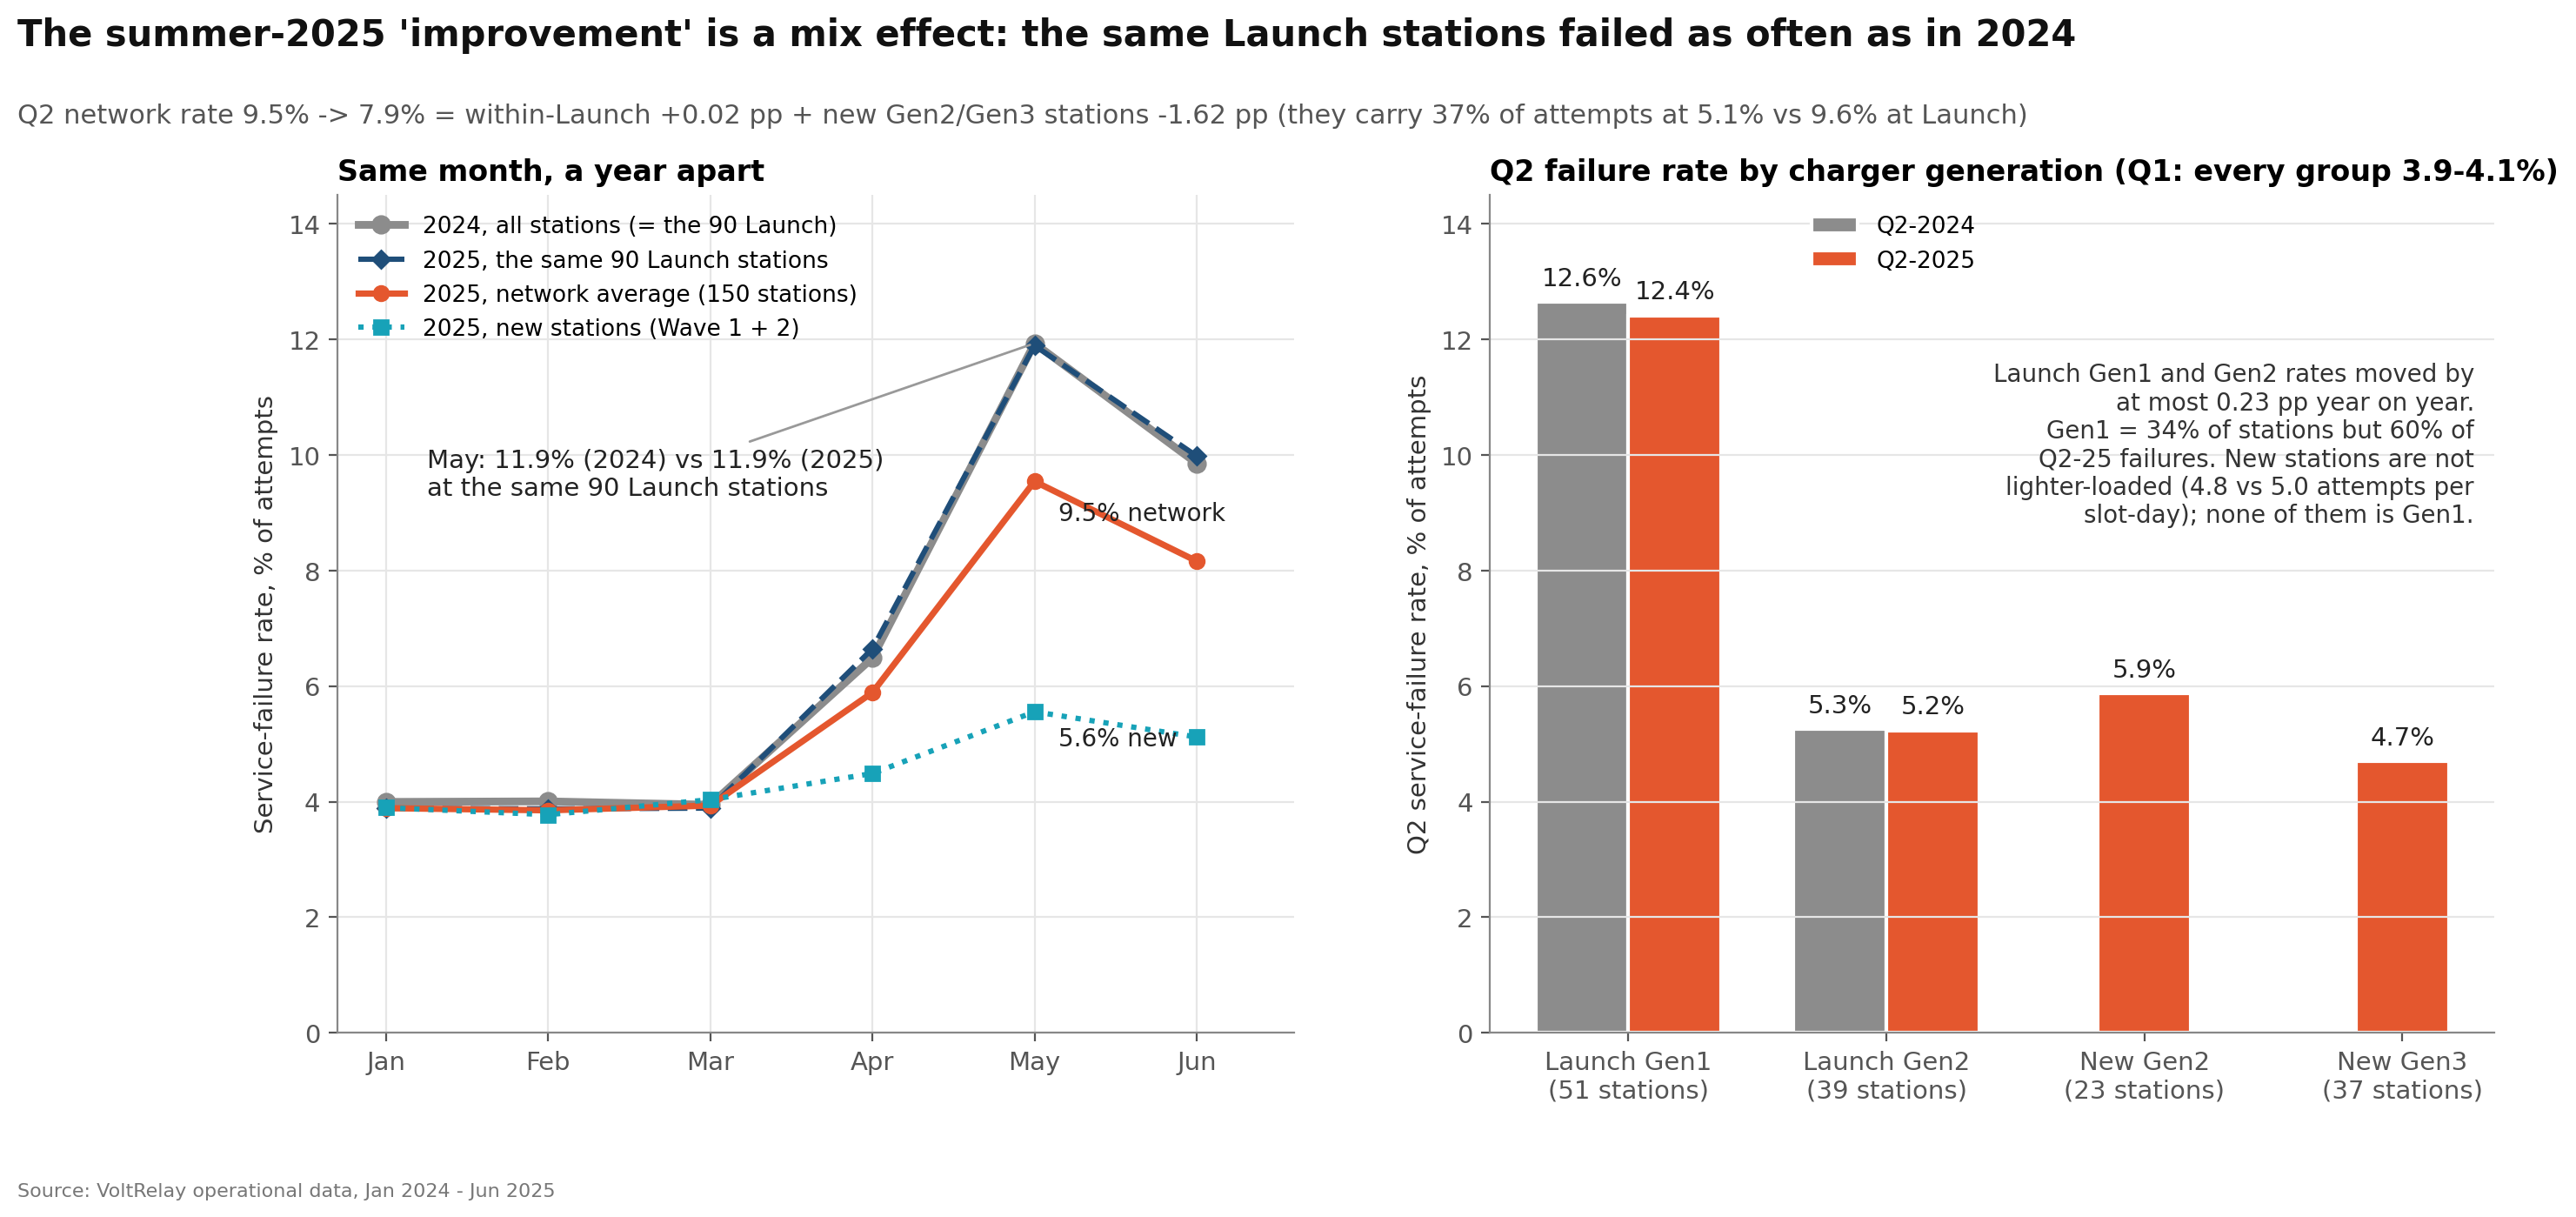 The summer-2025 'improvement' is a mix effect: the same Launch stations failed as often as in 2024
Q2 network rate 9.5% -> 7.9% = within-Launch +0.02 pp + new Gen2/Gen3 stations -1.62 pp (they carry 37% of attempts at 5.1% vs 9.6% at Launch)
Same month, a year apart
Service-failure rate, % of attempts
14
12
10
8
6
4
2
0
2024, all stations (= the 90 Launch)
2025, the same 90 Launch stations
2025, network average (150 stations)
2025, new stations (Wave 1 + 2)
May: 11.9% (2024) vs 11.9% (2025)
at the same 90 Launch stations
9.5% network
5.6% new
Jan
Feb
Mar
Apr
May
Jun
Q2 failure rate by charger generation (Q1: every group 3.9-4.1%)
Q2 service-failure rate, % of attempts
14
12
10
8
6
4
2
0
Q2-2024
Q2-2025
12.6%
12.4%
5.3%
5.2%
5.9%
4.7%
Launch Gen1 and Gen2 rates moved by
at most 0.23 pp year on year.
Gen1 = 34% of stations but 60% of
Q2-25 failures. New stations are not
lighter-loaded (4.8 vs 5.0 attempts per
slot-day); none of them is Gen1.
Launch Gen1
(51 stations)
Launch Gen2
(39 stations)
New Gen2
(23 stations)
New Gen3
(37 stations)
Source: VoltRelay operational data, Jan 2024 - Jun 2025